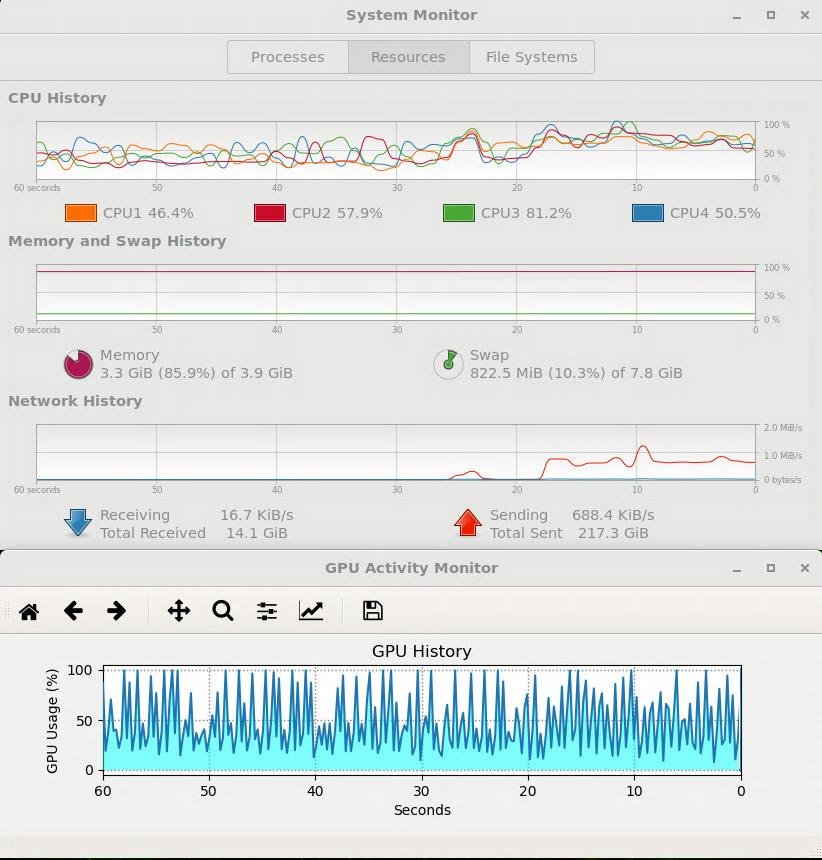 System Monitor
Processes Resources File Systems
CPU History
100 %
50 %
0 %
60 seconds 50 40 30 20 10 0
CPU1 46.4% CPU2 57.9% CPU3 81.2% CPU4 50.5%
Memory and Swap History
100 %
50 %
0 %
60 seconds 50 40 30 20 10 0
Memory Swap
3.3 GiB (85.9%) of 3.9 GiB 822.5 MiB (10.3%) of 7.8 GiB
Network History
2.0 MiB/s
1.0 MiB/s
0 bytes/s
60 seconds 50 40 30 20 10 0
Receiving 16.7 KiB/s Sending 688.4 KiB/s
Total Received 14.1 GiB Total Sent 217.3 GiB
GPU Activity Monitor
GPU History
GPU Usage (%)
100
50
0
60 50 40 30 20 10 0
Seconds